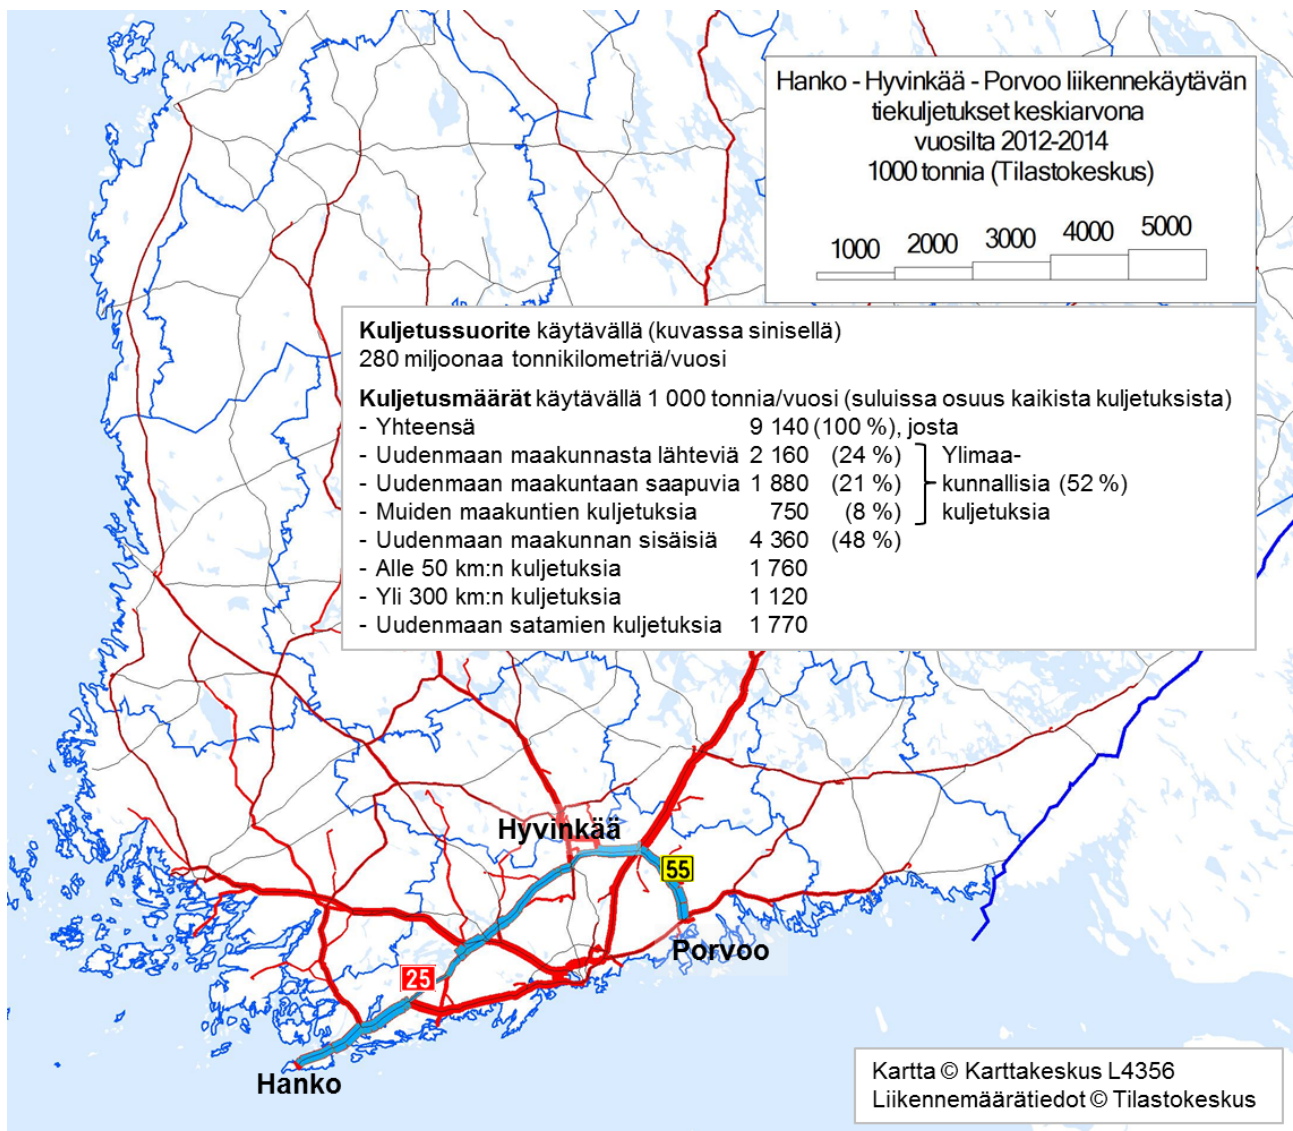 Hanko - Hyvinkää - Porvoo liikennekäytävän
tiekuljetukset keskiarvona
vuosilta 2012-2014
1000 tonnia (Tilastokeskus)
1000 2000 3000 4000 5000
Kuljetussuorite käytävällä (kuvassa sinisellä)
280 miljoonaa tonnikilometriä/vuosi
Kuljetusmäärät käytävällä 1 000 tonnia/vuosi (suluissa osuus kaikista kuljetuksista)
- Yhteensä 9 140 (100 %), josta
- Uudenmaan maakunnasta lähteviä 2 160 (24 %) Ylimaa-
- Uudenmaan maakuntaan saapuvia 1 880 (21 %) kunnallisia (52 %)
- Muiden maakuntien kuljetuksia 750 (8 %) kuljetuksia
- Uudenmaan maakunnan sisäisiä 4 360 (48 %)
- Alle 50 km:n kuljetuksia 1 760
- Yli 300 km:n kuljetuksia 1 120
- Uudenmaan satamien kuljetuksia 1 770
Hyvinkää
55
Porvoo
25
Hanko
Kartta © Karttakeskus L4356
Liikennemäärätiedot © Tilastokeskus